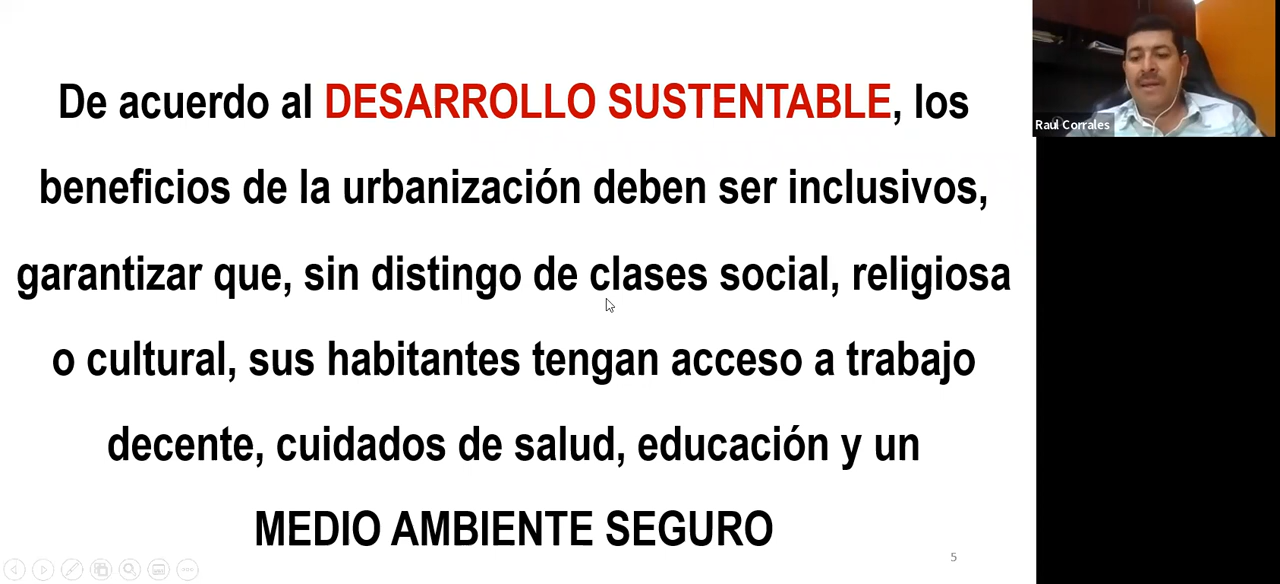 De acuerdo al DESARROLLO SUSTENTABLE, los
beneficios de la urbanización deben ser inclusivos,
garantizar que, sin distingo de clases social, religiosa
o cultural, sus habitantes tengan acceso a trabajo
decente, cuidados de salud, educación y un
MEDIO AMBIENTE SEGURO
5
Raul Corrales